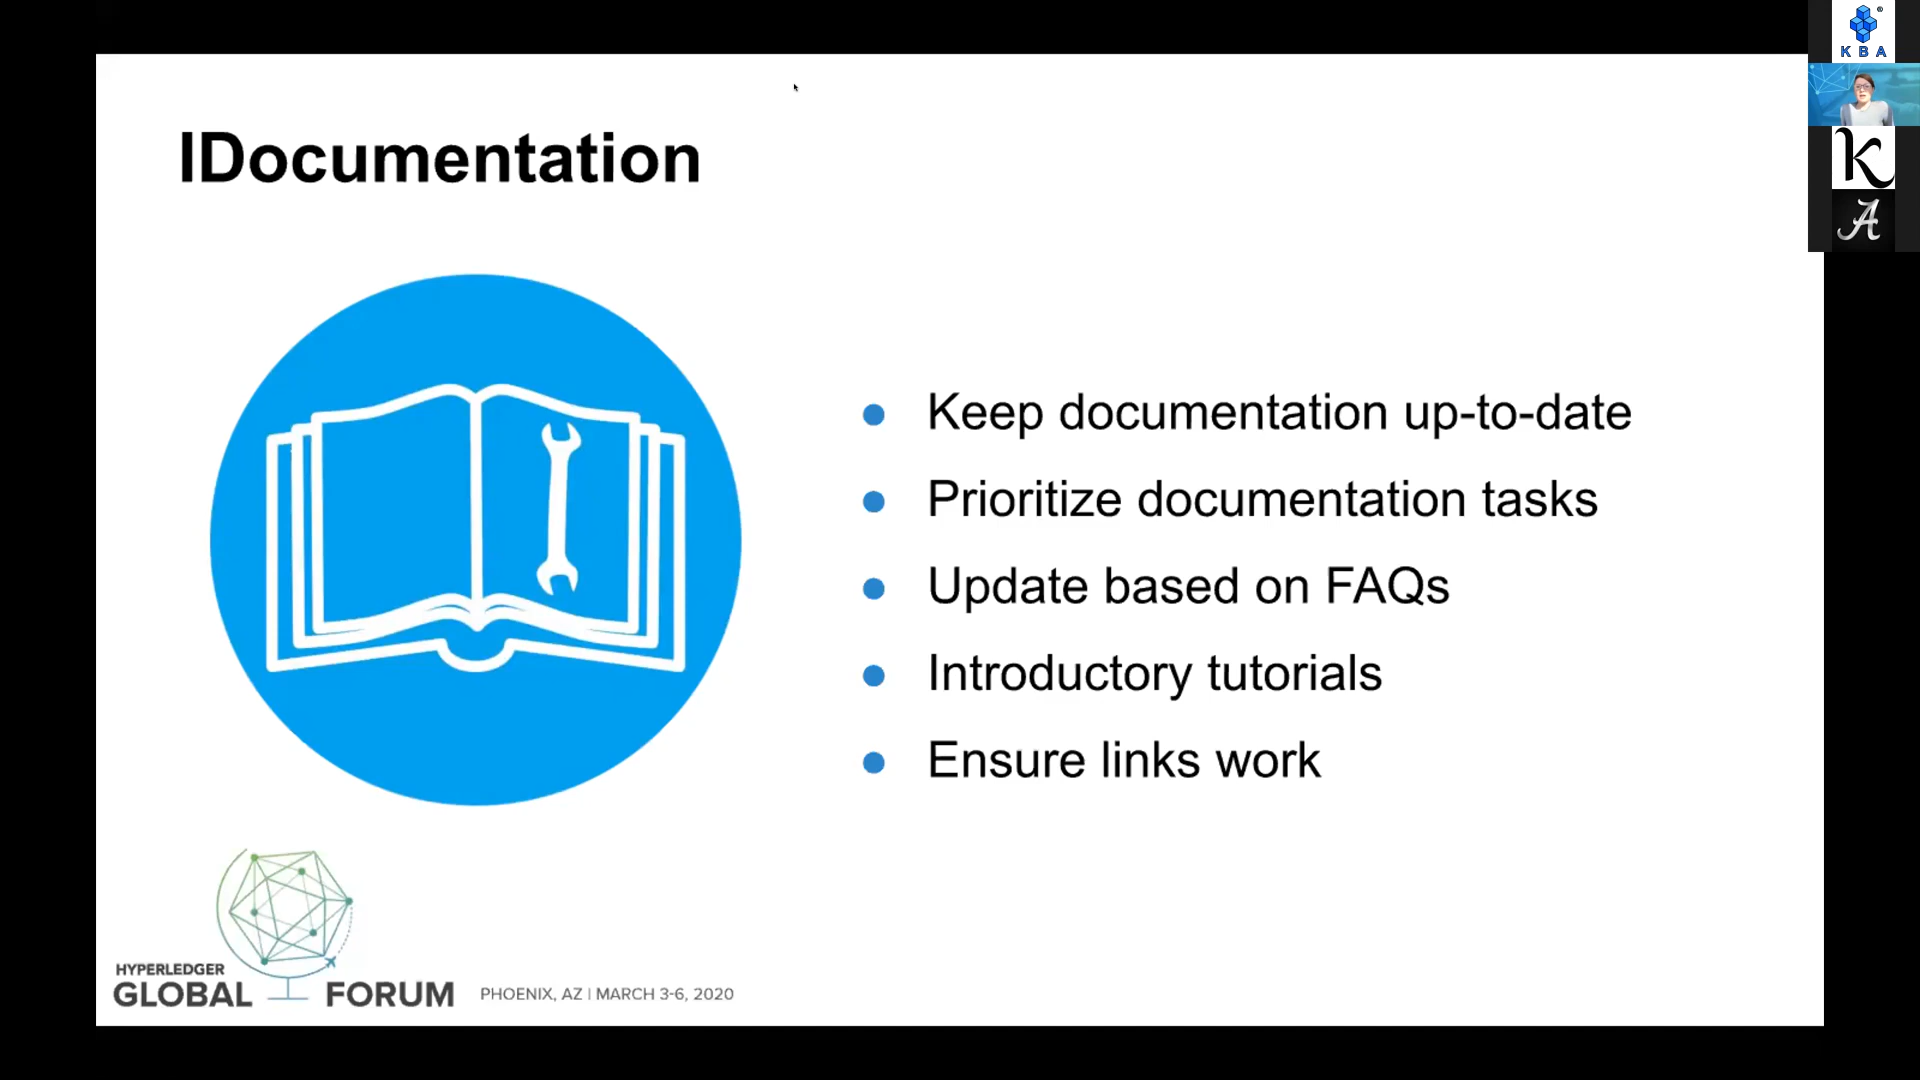 IDocumentation
Keep documentation up-to-date
Prioritize documentation tasks
Update based on FAQs
Introductory tutorials
Ensure links work
HYPERLEDGER
GLOBAL FORUM
PHOENIX, AZ | MARCH 3-6, 2020
KBA
k
A